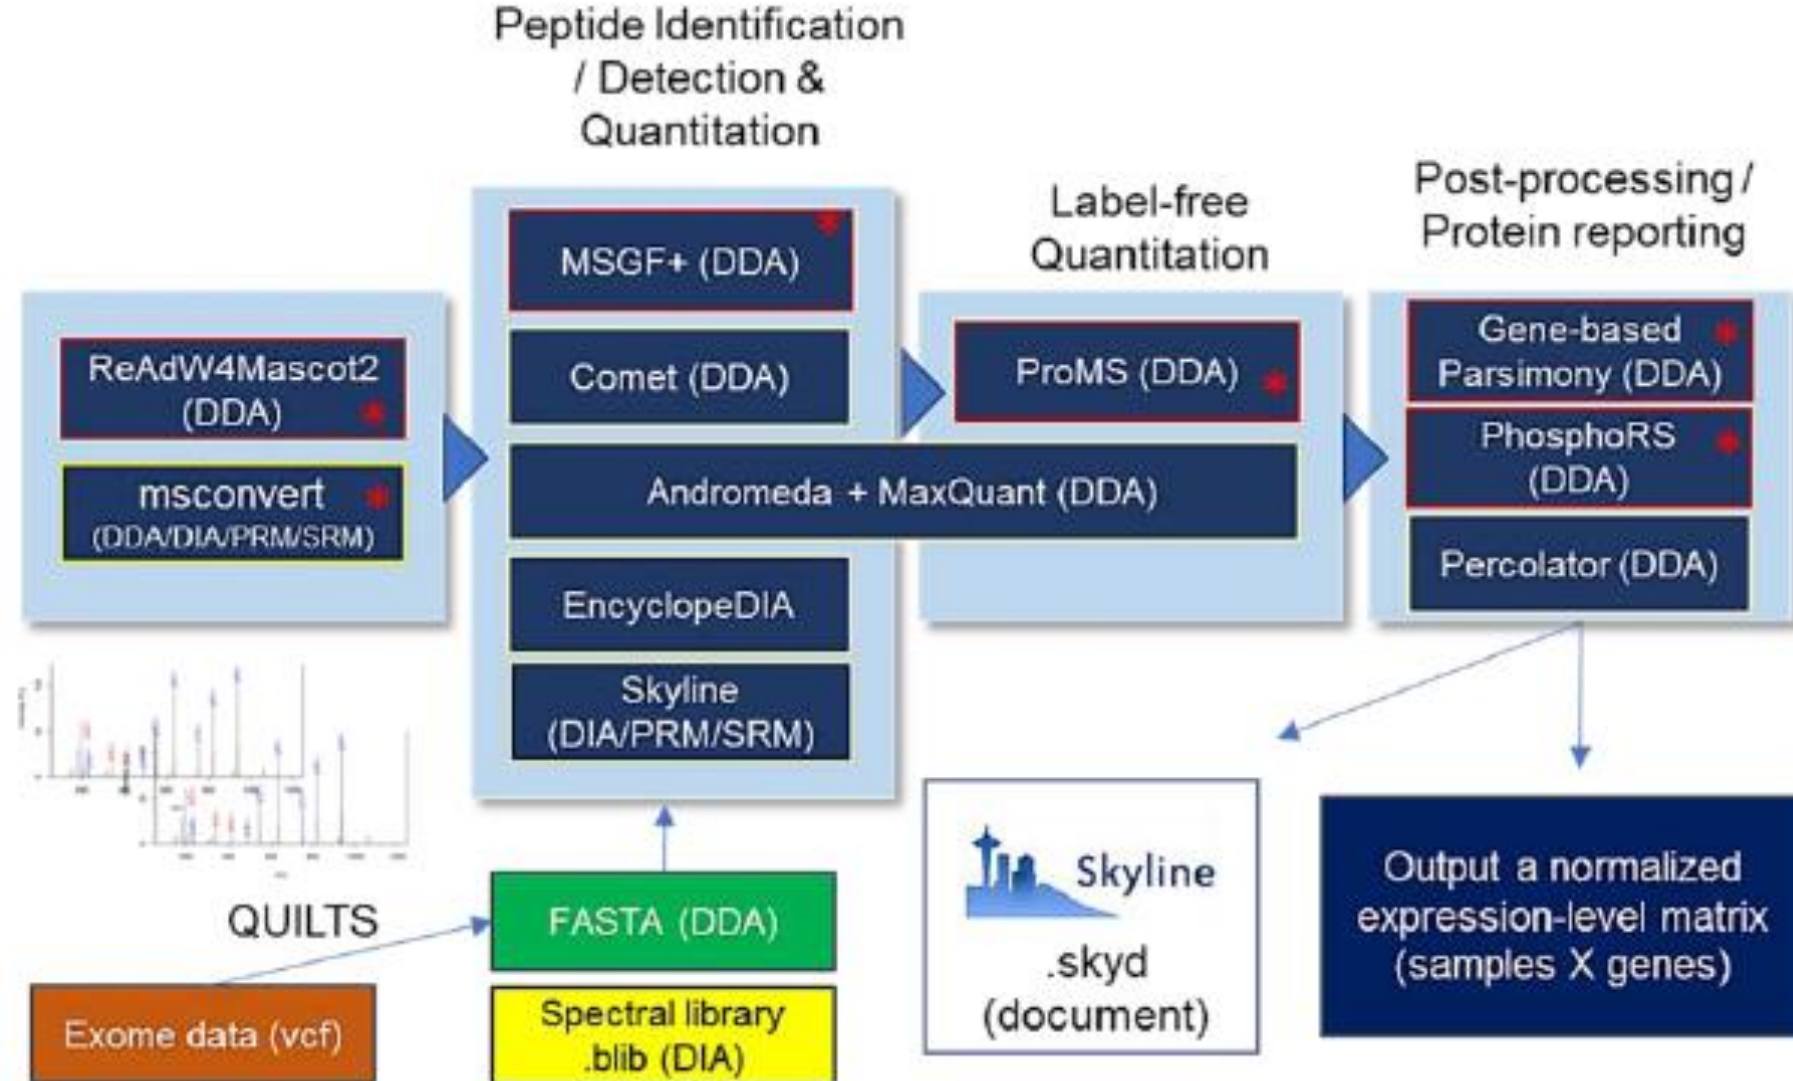 Peptide Identification
/ Detection &
Quantitation
Label-free
Quantitation
Post-processing /
Protein reporting
ReAdW4Mascot2
(DDA)
*
msconvert
*
(DDA/DIA/PRM/SRM)
MSGF+ (DDA)
*
Comet (DDA)
Andromeda + MaxQuant (DDA)
EncyclopeDIA
Skyline
(DIA/PRM/SRM)
ProMS (DDA)
*
Gene-based
Parsimony (DDA)
*
PhosphoRS
(DDA)
*
Percolator (DDA)
QUILTS
Exome data (vcf)
FASTA (DDA)
Spectral library
.blib (DIA)
Skyline
.skyd
(document)
Output a normalized
expression-level matrix
(samples X genes)